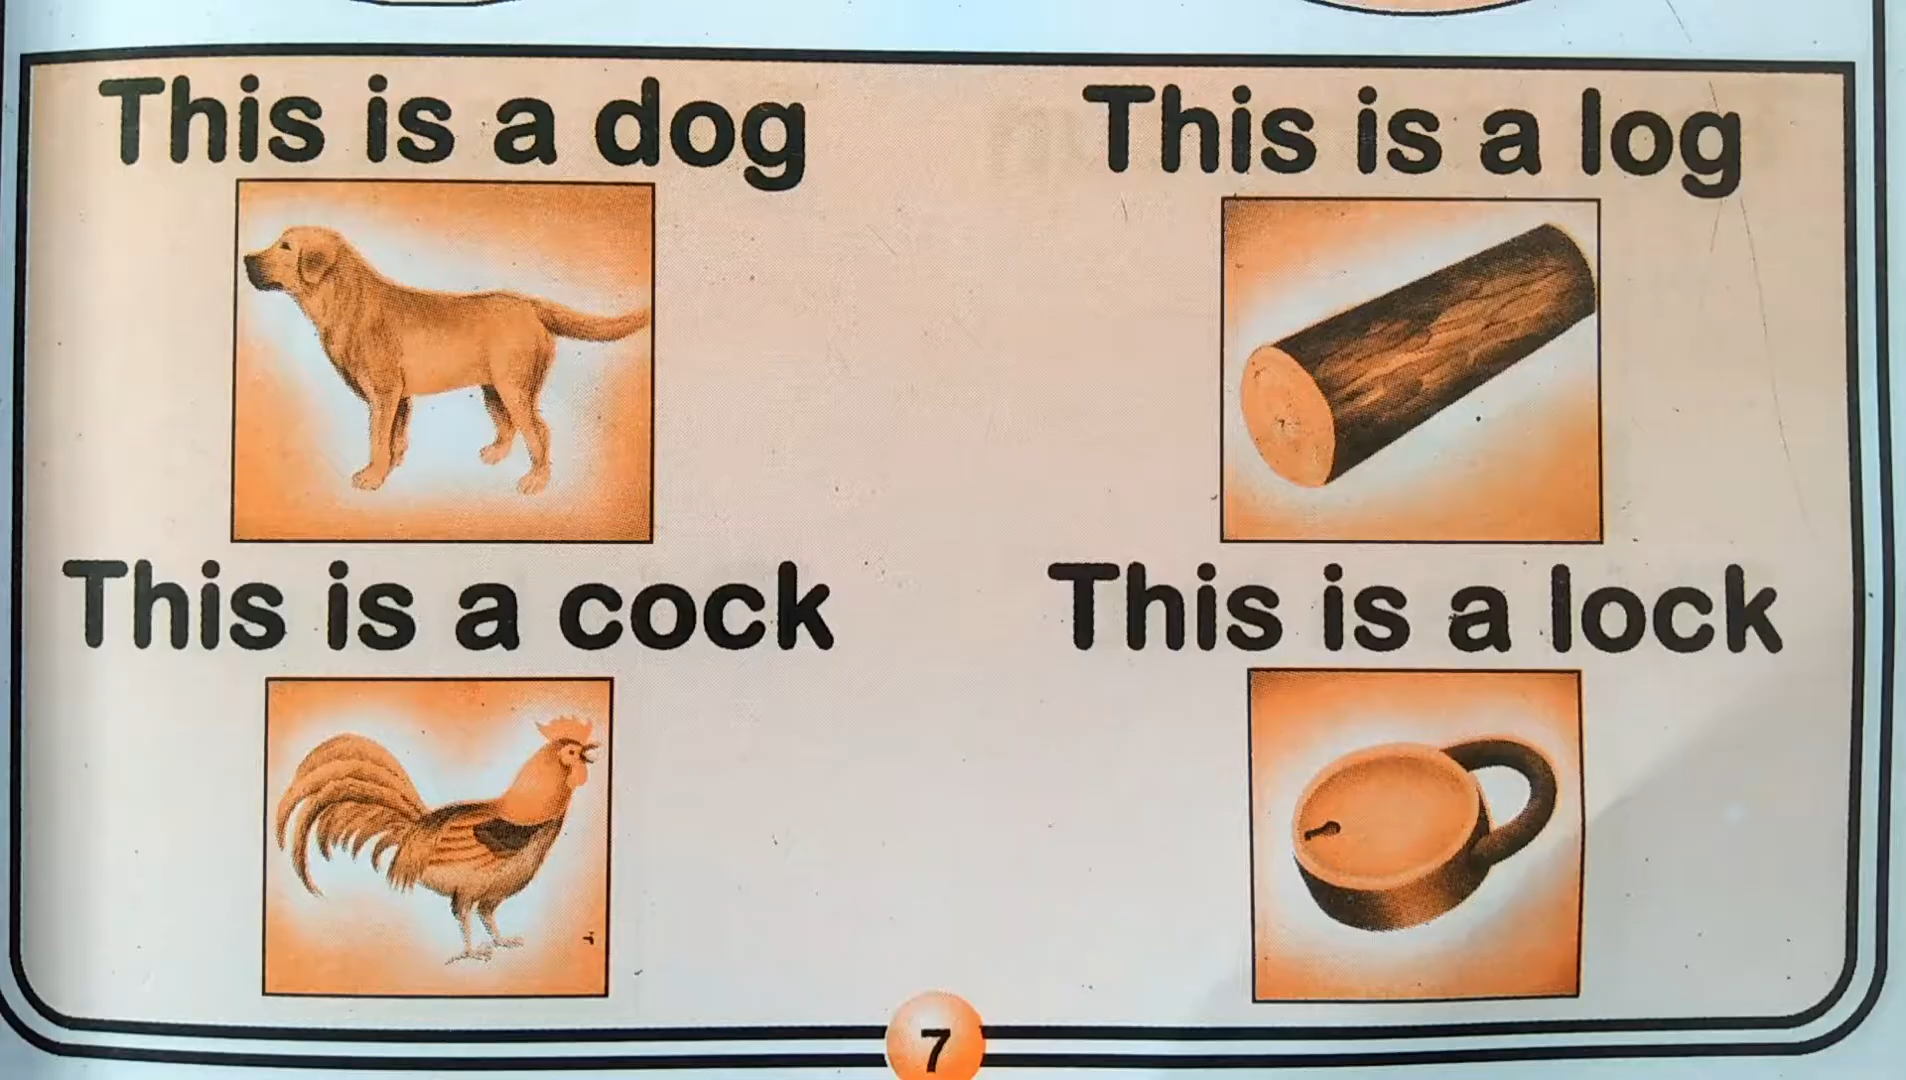 This is a dog
This is a log
This is a cock
This is a lock
7